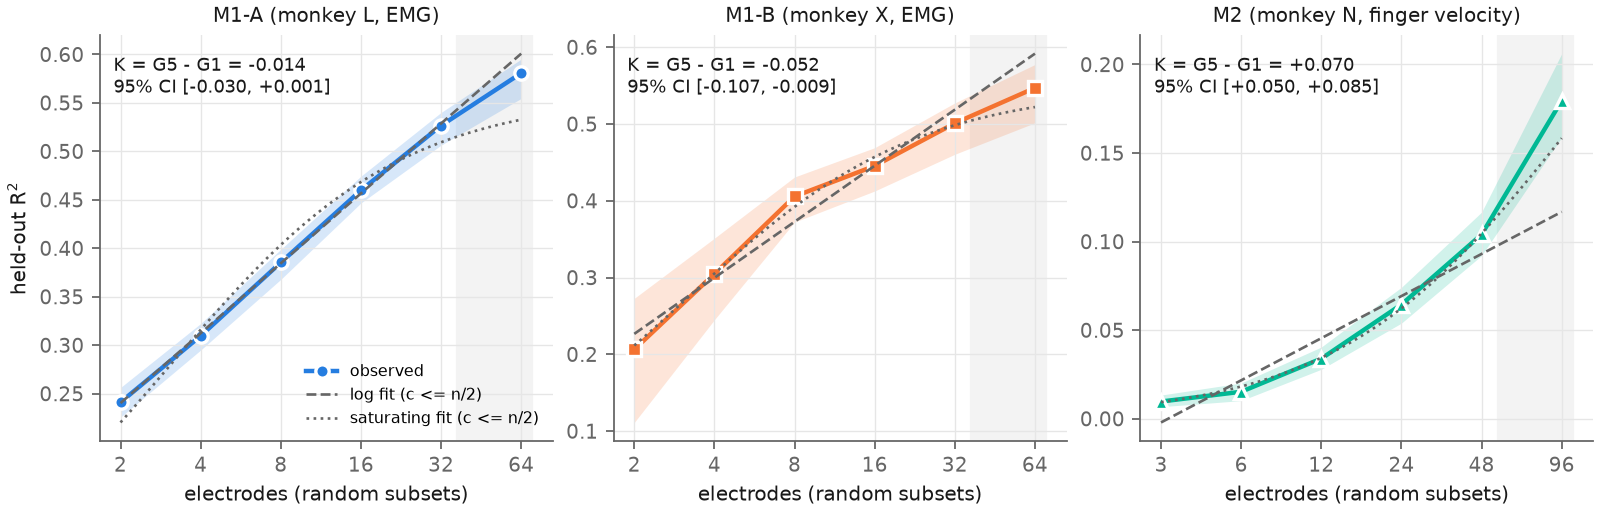 M1-A (monkey L, EMG)
K = G5 - G1 = -0.014
95% CI [-0.030, +0.001]
held-out R²
0.60
0.55
0.50
0.45
0.40
0.35
0.30
0.25
observed
log fit (c <= n/2)
saturating fit (c <= n/2)
2 4 8 16 32 64
electrodes (random subsets)
M1-B (monkey X, EMG)
K = G5 - G1 = -0.052
95% CI [-0.107, -0.009]
0.6
0.5
0.4
0.3
0.2
0.1
2 4 8 16 32 64
electrodes (random subsets)
M2 (monkey N, finger velocity)
K = G5 - G1 = +0.070
95% CI [+0.050, +0.085]
0.20
0.15
0.10
0.05
0.00
3 6 12 24 48 96
electrodes (random subsets)